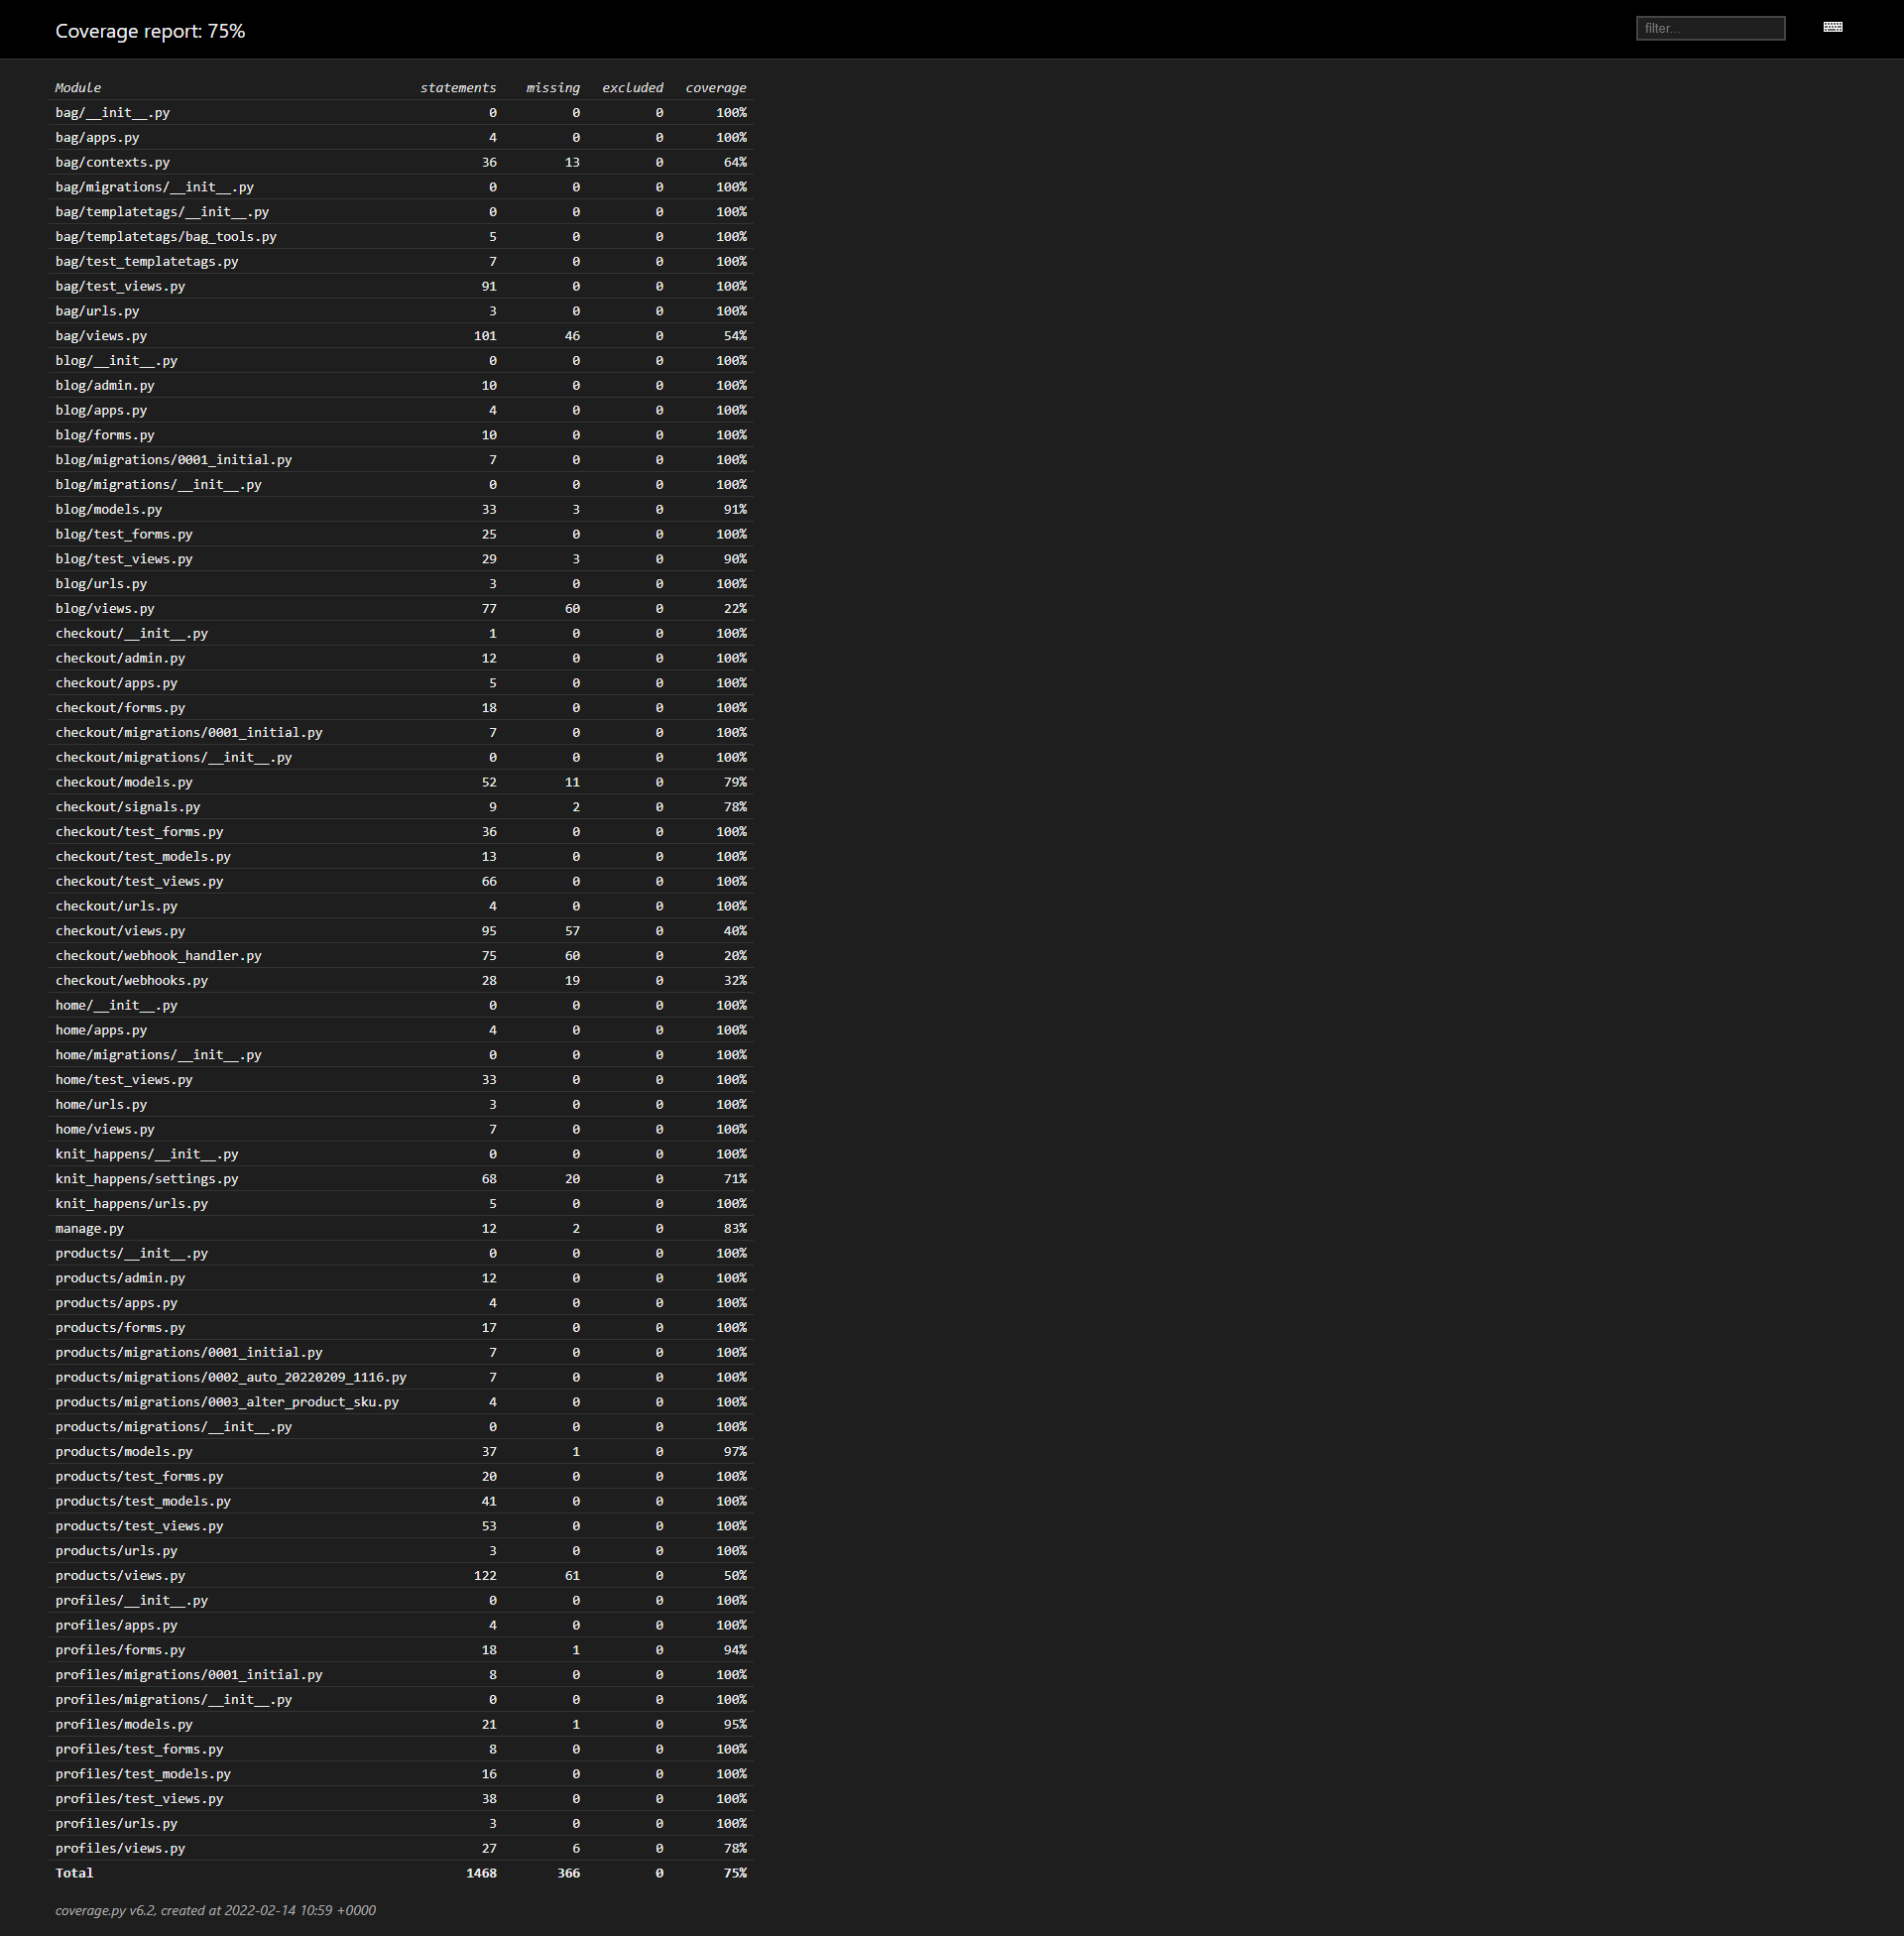 Coverage report: 75%
filter...
Module statements missing excluded coverage
bag/__init__.py 0 0 0 100%
bag/apps.py 4 0 0 100%
bag/contexts.py 36 13 0 64%
bag/migrations/__init__.py 0 0 0 100%
bag/templatetags/__init__.py 0 0 0 100%
bag/templatetags/bag_tools.py 5 0 0 100%
bag/test_templatetags.py 7 0 0 100%
bag/test_views.py 91 0 0 100%
bag/urls.py 3 0 0 100%
bag/views.py 101 46 0 54%
blog/__init__.py 0 0 0 100%
blog/admin.py 10 0 0 100%
blog/apps.py 4 0 0 100%
blog/forms.py 10 0 0 100%
blog/migrations/0001_initial.py 7 0 0 100%
blog/migrations/__init__.py 0 0 0 100%
blog/models.py 33 3 0 91%
blog/test_forms.py 25 0 0 100%
blog/test_views.py 29 3 0 90%
blog/urls.py 3 0 0 100%
blog/views.py 77 60 0 22%
checkout/__init__.py 1 0 0 100%
checkout/admin.py 12 0 0 100%
checkout/apps.py 5 0 0 100%
checkout/forms.py 18 0 0 100%
checkout/migrations/0001_initial.py 7 0 0 100%
checkout/migrations/__init__.py 0 0 0 100%
checkout/models.py 52 11 0 79%
checkout/signals.py 9 2 0 78%
checkout/test_forms.py 36 0 0 100%
checkout/test_models.py 13 0 0 100%
checkout/test_views.py 66 0 0 100%
checkout/urls.py 4 0 0 100%
checkout/views.py 95 57 0 40%
checkout/webhook_handler.py 75 60 0 20%
checkout/webhooks.py 28 19 0 32%
home/__init__.py 0 0 0 100%
home/apps.py 4 0 0 100%
home/migrations/__init__.py 0 0 0 100%
home/test_views.py 33 0 0 100%
home/urls.py 3 0 0 100%
home/views.py 7 0 0 100%
knit_happens/__init__.py 0 0 0 100%
knit_happens/settings.py 68 20 0 71%
knit_happens/urls.py 5 0 0 100%
manage.py 12 2 0 83%
products/__init__.py 0 0 0 100%
products/admin.py 12 0 0 100%
products/apps.py 4 0 0 100%
products/forms.py 17 0 0 100%
products/migrations/0001_initial.py 7 0 0 100%
products/migrations/0002_auto_20220209_1116.py 7 0 0 100%
products/migrations/0003_alter_product_sku.py 4 0 0 100%
products/migrations/__init__.py 0 0 0 100%
products/models.py 37 1 0 97%
products/test_forms.py 20 0 0 100%
products/test_models.py 41 0 0 100%
products/test_views.py 53 0 0 100%
products/urls.py 3 0 0 100%
products/views.py 122 61 0 50%
profiles/__init__.py 0 0 0 100%
profiles/apps.py 4 0 0 100%
profiles/forms.py 18 1 0 94%
profiles/migrations/0001_initial.py 8 0 0 100%
profiles/migrations/__init__.py 0 0 0 100%
profiles/models.py 21 1 0 95%
profiles/test_forms.py 8 0 0 100%
profiles/test_models.py 16 0 0 100%
profiles/test_views.py 38 0 0 100%
profiles/urls.py 3 0 0 100%
profiles/views.py 27 6 0 78%
Total 1468 366 0 75%
coverage.py v6.2, created at 2022-02-14 10:59 +0000